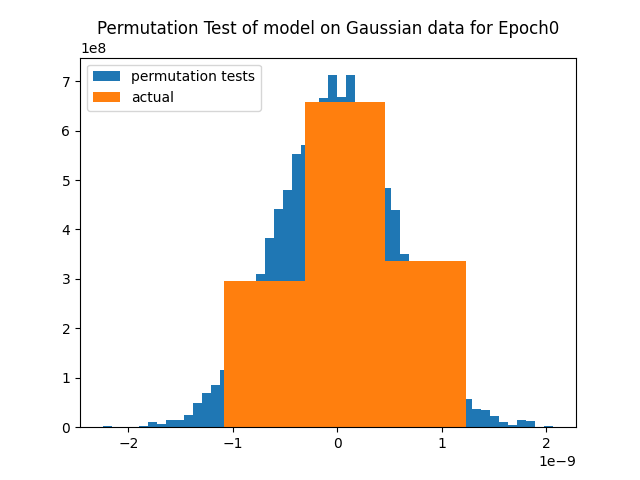 Permutation Test of model on Gaussian data for Epoch0
1e8
permutation tests
actual
7
6
5
4
3
2
1
0
−2 −1 0 1 2
1e−9